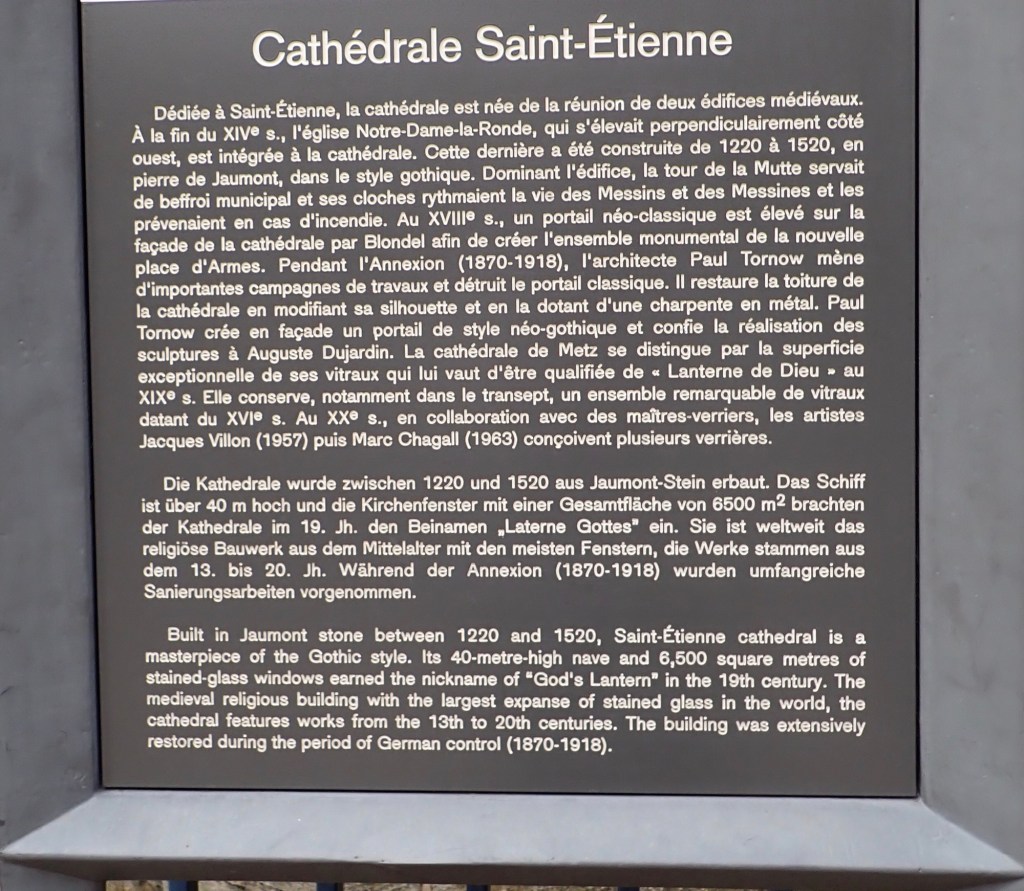 Cathédrale Saint-Étienne
Dédiée à Saint-Étienne, la cathédrale est née de la réunion de deux édifices médiévaux.
À la fin du XIVe s., l'église Notre-Dame-la-Ronde, qui s'élevait perpendiculairement côté
ouest, est intégrée à la cathédrale. Cette dernière a été construite de 1220 à 1520, en
pierre de Jaumont, dans le style gothique. Dominant l'édifice, la tour de la Mutte servait
de beffroi municipal et ses cloches rythmaient la vie des Messins et des Messines et les
prévenaient en cas d'incendie. Au XVIIIe s., un portail néo-classique est élevé sur la
façade de la cathédrale par Blondel afin de créer l'ensemble monumental de la nouvelle
place d'Armes. Pendant l'Annexion (1870-1918), l'architecte Paul Tornow mène
d'importantes campagnes de travaux et détruit le portail classique. Il restaure la toiture de
la cathédrale en modifiant sa silhouette et en la dotant d'une charpente en métal. Paul
Tornow crée en façade un portail de style néo-gothique et confie la réalisation des
sculptures à Auguste Dujardin. La cathédrale de Metz se distingue par la superficie
exceptionnelle de ses vitraux qui lui vaut d'être qualifiée de « Lanterne de Dieu » au
XIXe s. Elle conserve, notamment dans le transept, un ensemble remarquable de vitraux
datant du XVIe s. Au XXe s., en collaboration avec des maîtres-verriers, les artistes
Jacques Villon (1957) puis Marc Chagall (1963) conçoivent plusieurs verrières.
Die Kathedrale wurde zwischen 1220 und 1520 aus Jaumont-Stein erbaut. Das Schiff
ist über 40 m hoch und die Kirchenfenster mit einer Gesamtfläche von 6500 m² brachten
der Kathedrale im 19. Jh. den Beinamen „Laterne Gottes" ein. Sie ist weltweit das
religiöse Bauwerk aus dem Mittelalter mit den meisten Fenstern, die Werke stammen aus
dem 13. bis 20. Jh. Während der Annexion (1870-1918) wurden umfangreiche
Sanierungsarbeiten vorgenommen.
Built in Jaumont stone between 1220 and 1520, Saint-Étienne cathedral is a
masterpiece of the Gothic style. Its 40-metre-high nave and 6,500 square metres of
stained-glass windows earned the nickname of "God's Lantern" in the 19th century. The
medieval religious building with the largest expanse of stained glass in the world, the
cathedral features works from the 13th to 20th centuries. The building was extensively
restored during the period of German control (1870-1918).